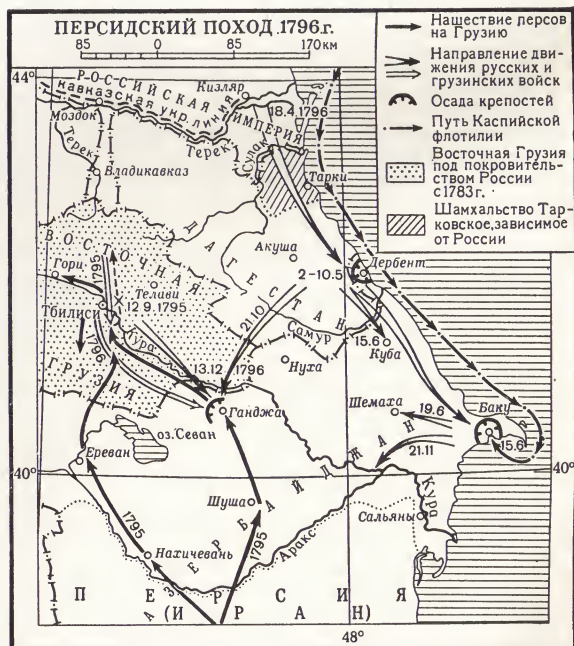 ПЕРСИДСКИЙ ПОХОД 1796г.
85 0 85 170 км
Нашествие персов
на Грузию
Направление дви-
жения русских и
грузинских войск
Осада крепостей
Путь Каспийской
флотилии
Восточная Грузия
под покровитель-
ством России
с 1783 г.
Шамхальство Тар-
ковское, зависимое
от России
44°
РОССИЙСКАЯ ИМПЕРИЯ
кавказская укр. линия
Кизляр
Моздок
18.4.1796
Терек
Терек
Сулак
Владикавказ
Тарки
ДАГЕСТАН
Акуша
Дербент
2-10.5
ВОСТОЧНАЯ ГРУЗИЯ
Гори
1795
Телави
12.9.1795
Тбилиси
1796
Кура
21.10
1796
13.12
Самур
15.6
Куба
Нуха
Шемаха
19.6
Баку
15.6
21.11
Ганджа
оз. Севан
Ереван
40°
40°
АЗЕРБАЙДЖАН
Шуша
Кура
Сальяны
1795
Нахичевань
1795
Аракс
ПЕРСИЯ
(ИРАН)
48°